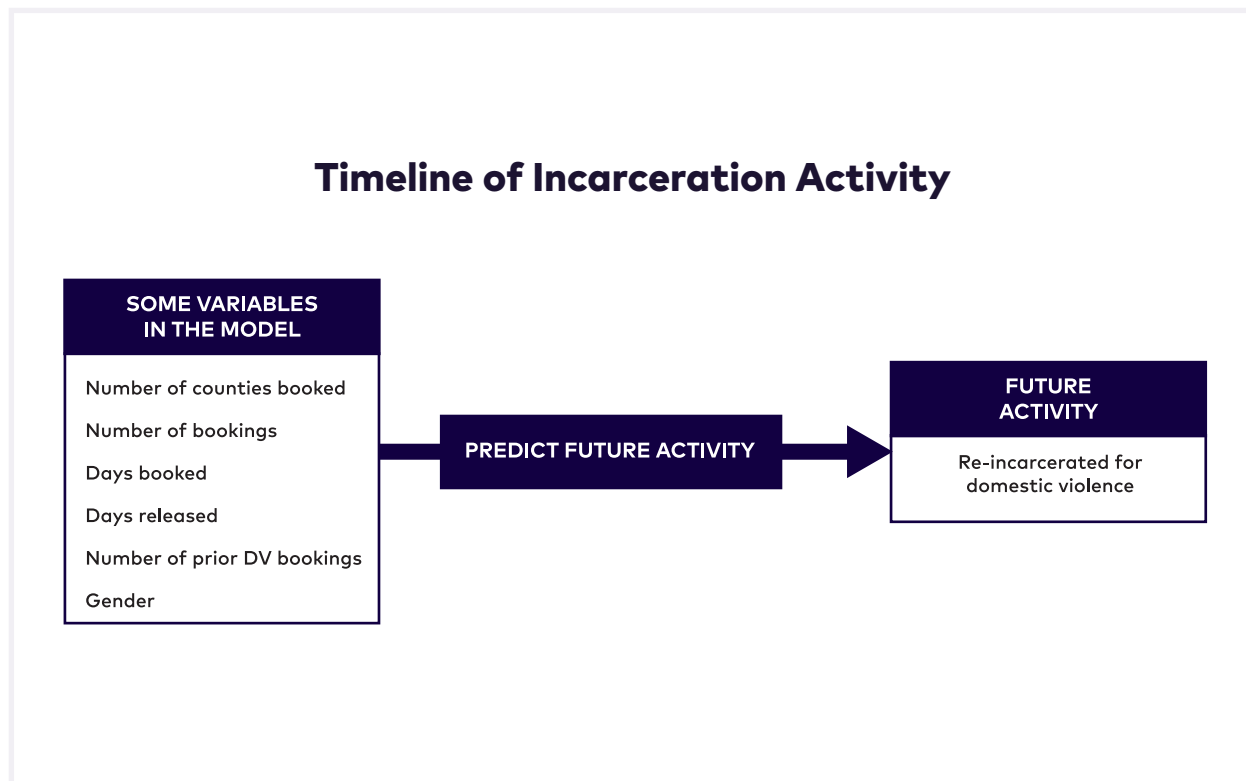 Timeline of Incarceration Activity
SOME VARIABLES
IN THE MODEL
Number of counties booked
Number of bookings
Days booked
Days released
Number of prior DV bookings
Gender
PREDICT FUTURE ACTIVITY
FUTURE
ACTIVITY
Re-incarcerated for
domestic violence